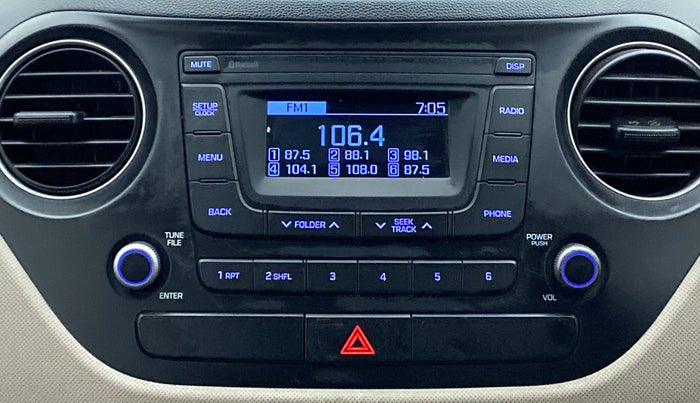 MUTE Bluetooth DISP
SETUP
CLOCK
FM1 7:05
RADIO
106.4
1 87.5 2 88.1 3 98.1
4 104.1 5 108.0 6 87.5
MENU
MEDIA
BACK
FOLDER
SEEK
TRACK
PHONE
TUNE
FILE
POWER
PUSH
1 RPT 2 SHFL 3 4 5 6
ENTER
VOL